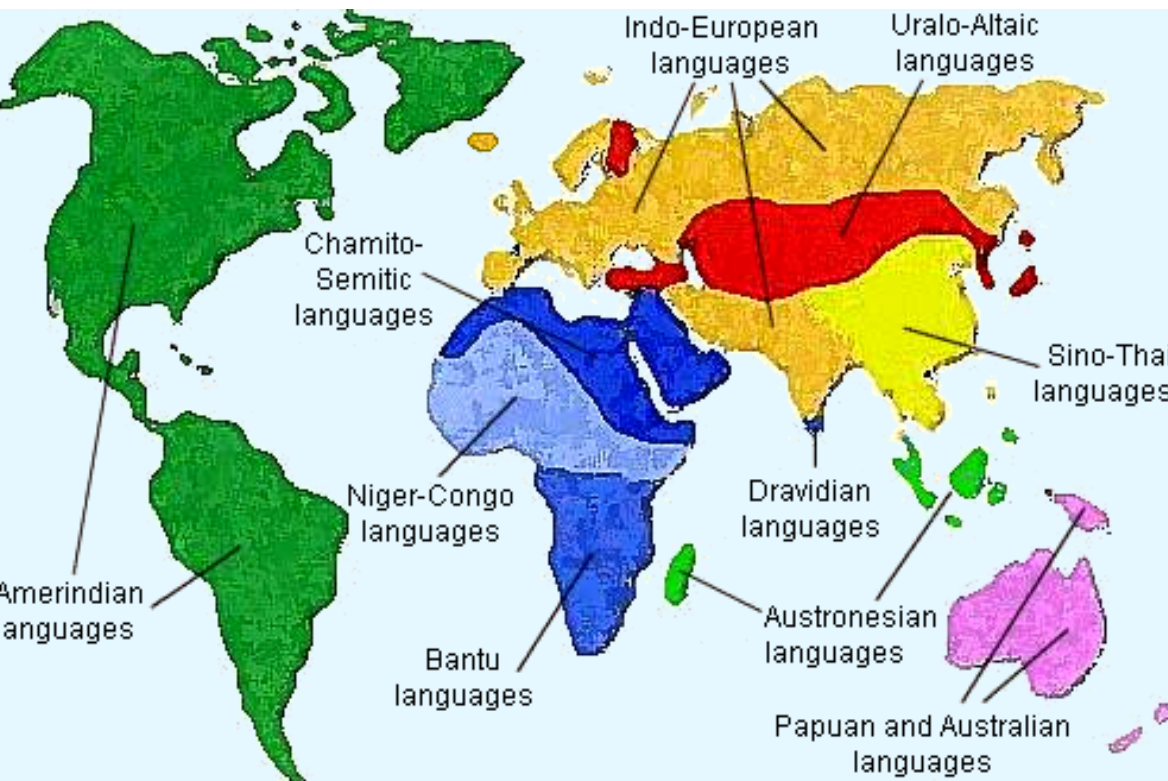 Indo-European
languages
Uralo-Altaic
languages
Chamito-
Semitic
languages
Sino-Thai
languages
Niger-Congo
languages
Dravidian
languages
Amerindian
languages
Austronesian
languages
Bantu
languages
Papuan and Australian
languages